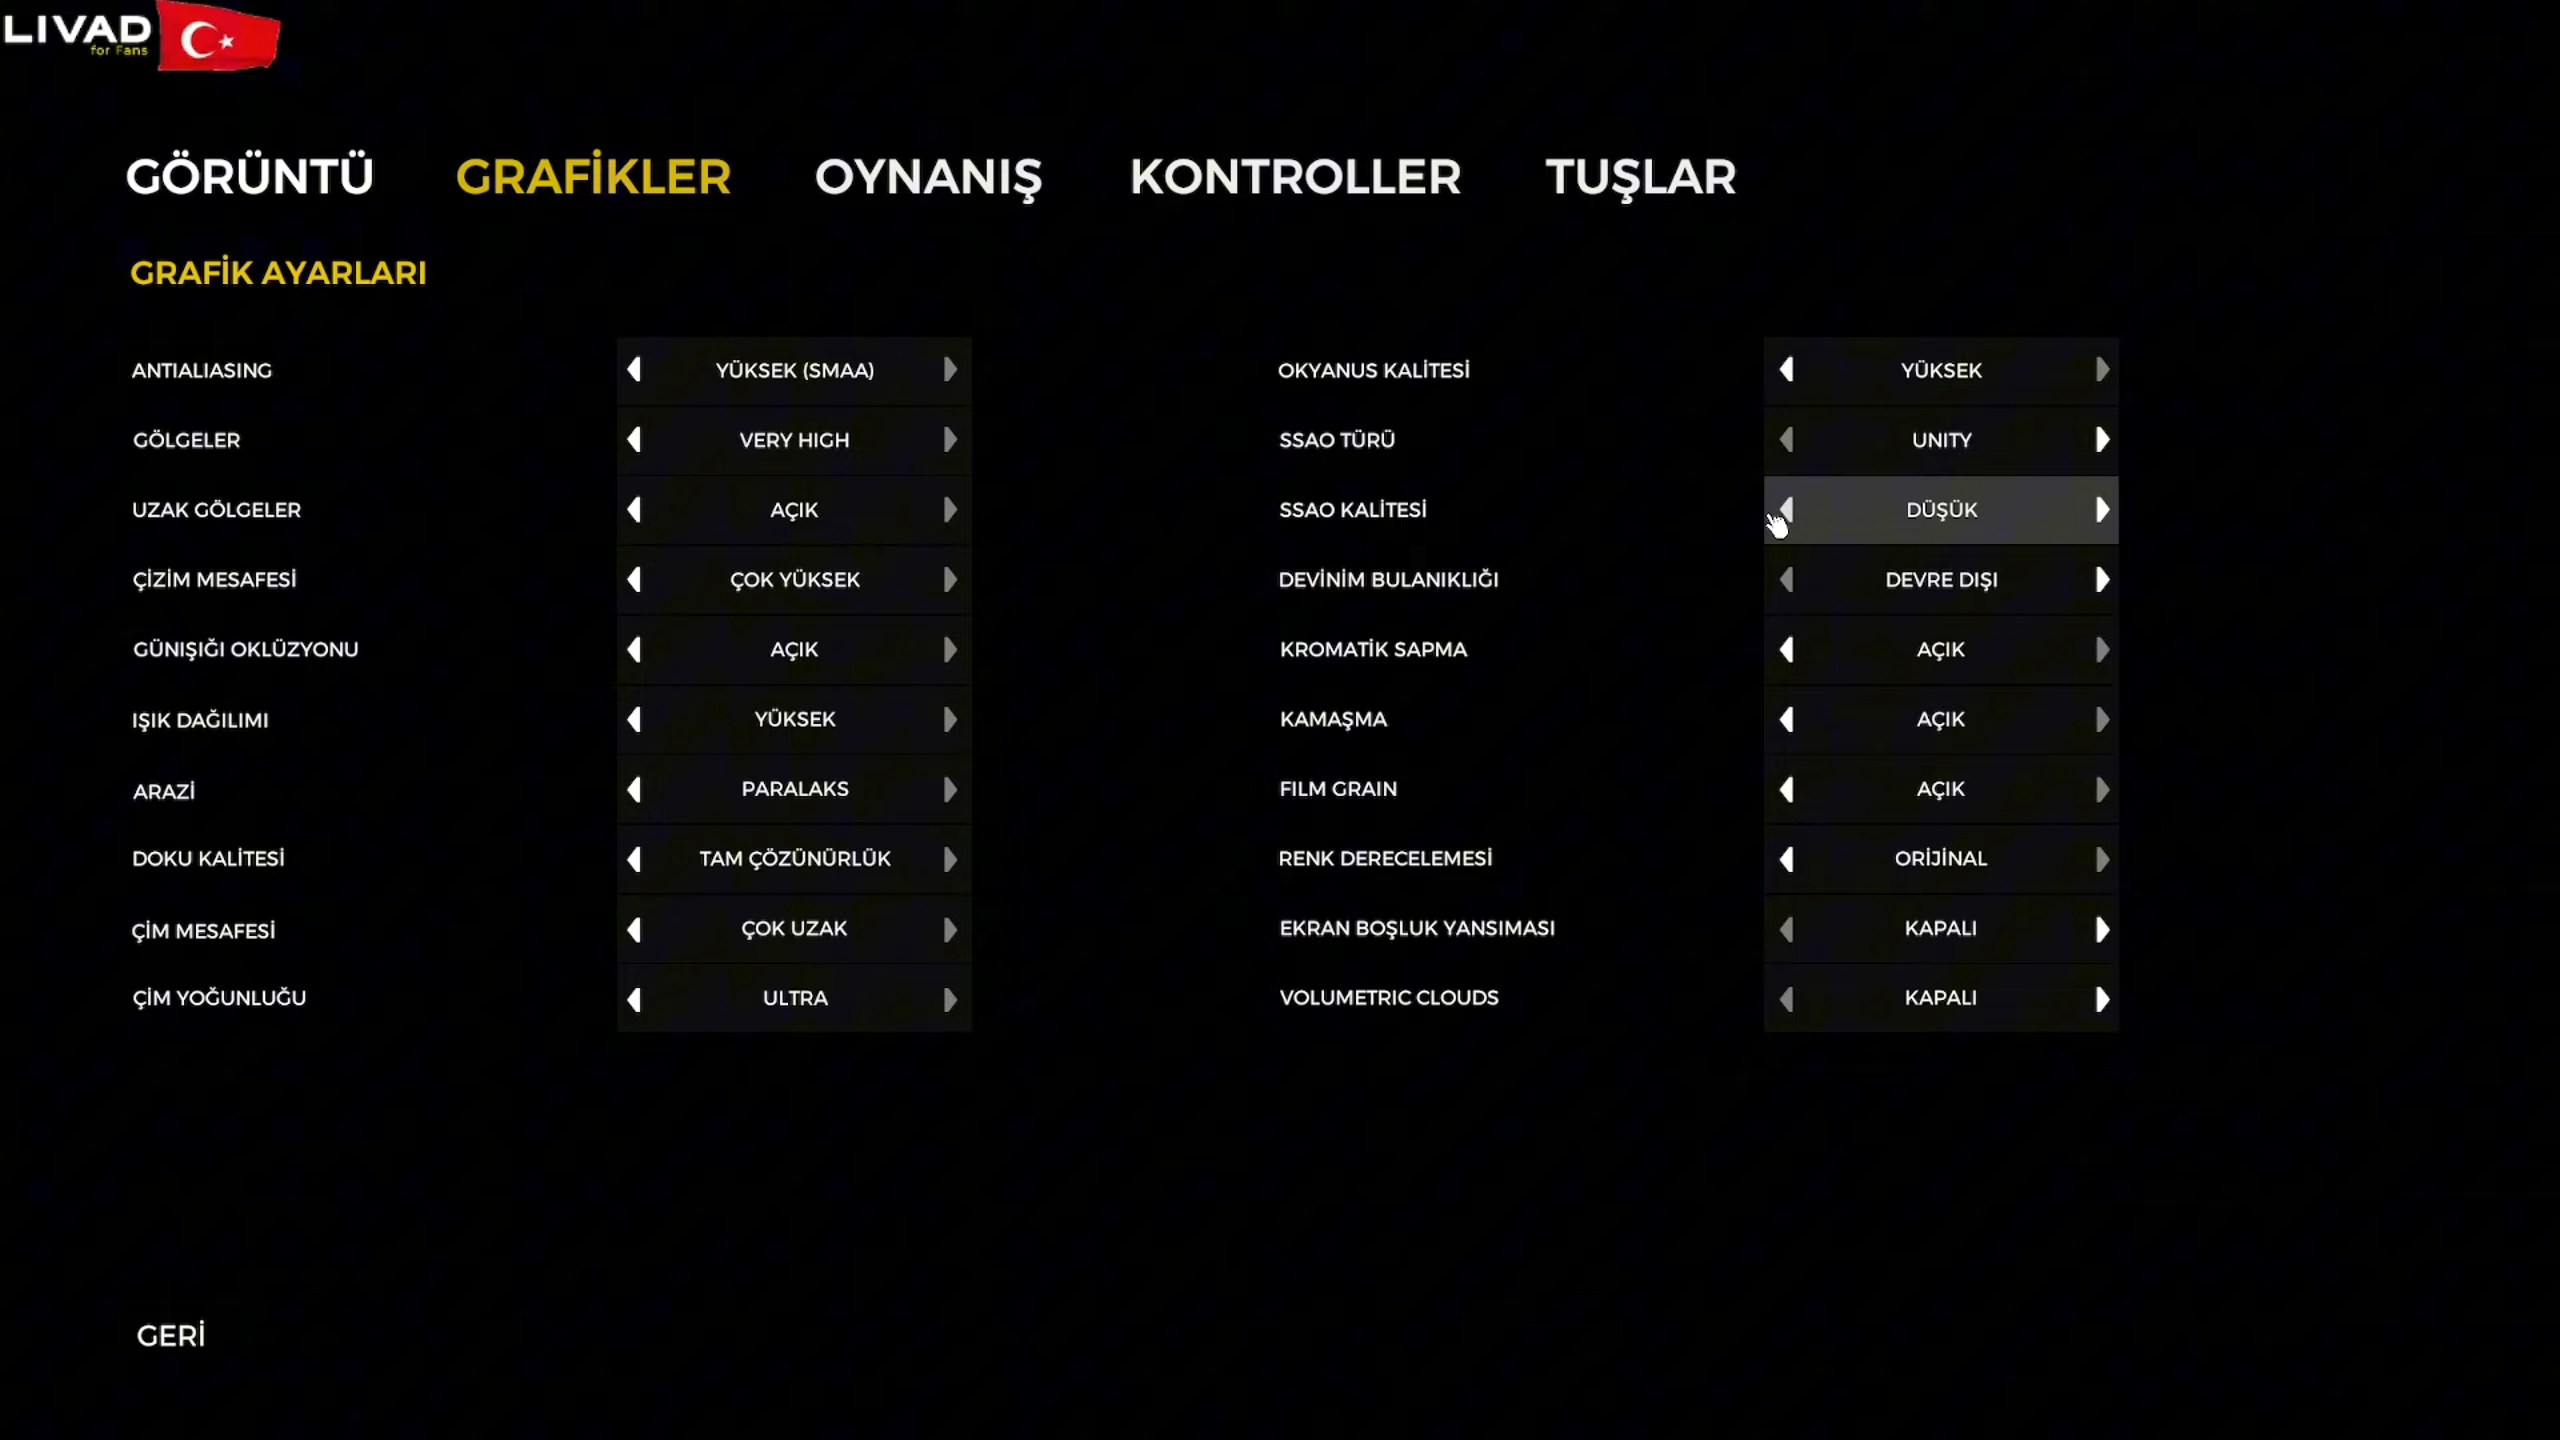 LIVAD
for Fans
GÖRÜNTÜ GRAFİKLER OYNANIŞ KONTROLLER TUŞLAR
GRAFİK AYARLARI
ANTIALIASING YÜKSEK (SMAA)
GÖLGELER VERY HIGH
UZAK GÖLGELER AÇIK
ÇİZİM MESAFESİ ÇOK YÜKSEK
GÜNIŞIĞI OKLÜZYONU AÇIK
IŞIK DAĞILIMI YÜKSEK
ARAZİ PARALAKS
DOKU KALİTESİ TAM ÇÖZÜNÜRLÜK
ÇİM MESAFESİ ÇOK UZAK
ÇİM YOĞUNLUĞU ULTRA
OKYANUS KALİTESİ YÜKSEK
SSAO TÜRÜ UNITY
SSAO KALİTESİ DÜŞÜK
DEVİNİM BULANIKLIĞI DEVRE DIŞI
KROMATİK SAPMA AÇIK
KAMAŞMA AÇIK
FILM GRAIN AÇIK
RENK DERECELEMESİ ORİJİNAL
EKRAN BOŞLUK YANSIMASI KAPALI
VOLUMETRIC CLOUDS KAPALI
GERİ